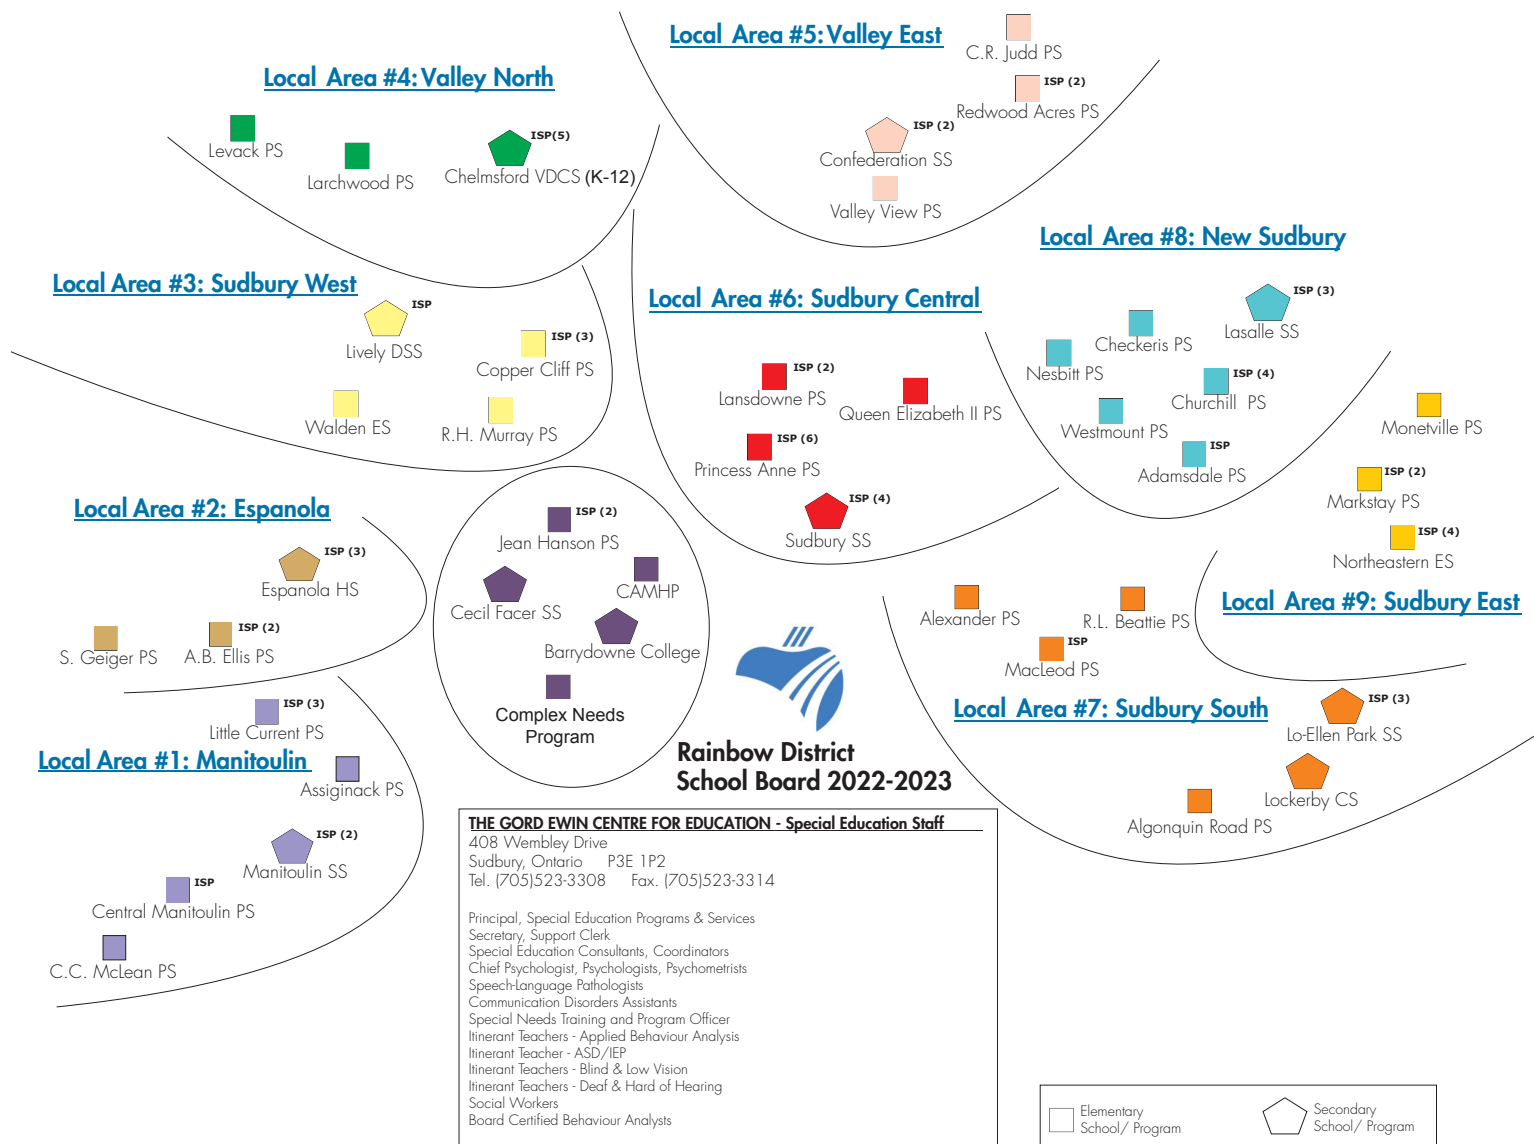 Local Area #5: Valley East
C.R. Judd PS
ISP (2)
Redwood Acres PS
ISP (2)
Confederation SS
Valley View PS
Local Area #4: Valley North
Levack PS
Larchwood PS
ISP(5)
Chelmsford VDCS (K-12)
Local Area #8: New Sudbury
ISP (3)
Lasalle SS
Checkeris PS
Nesbitt PS
ISP (4)
Churchill PS
Westmount PS
ISP
Adamsdale PS
Local Area #3: Sudbury West
ISP
Lively DSS
ISP (3)
Copper Cliff PS
Walden ES
R.H. Murray PS
Local Area #6: Sudbury Central
ISP (2)
Lansdowne PS
Queen Elizabeth II PS
ISP (6)
Princess Anne PS
ISP (4)
Sudbury SS
Monetville PS
ISP (2)
Markstay PS
ISP (4)
Northeastern ES
Local Area #9: Sudbury East
Local Area #2: Espanola
ISP (3)
Espanola HS
S. Geiger PS
ISP (2)
A.B. Ellis PS
ISP (2)
Jean Hanson PS
CAMHP
Cecil Facer SS
Barrydowne College
Complex Needs
Program
Alexander PS
R.L. Beattie PS
ISP
MacLeod PS
Local Area #7: Sudbury South
ISP (3)
Lo-Ellen Park SS
Lockerby CS
Algonquin Road PS
ISP (3)
Little Current PS
Local Area #1: Manitoulin
Assiginack PS
ISP (2)
Manitoulin SS
ISP
Central Manitoulin PS
C.C. McLean PS
Rainbow District
School Board 2022-2023
THE GORD EWIN CENTRE FOR EDUCATION - Special Education Staff
408 Wembley Drive
Sudbury, Ontario P3E 1P2
Tel. (705)523-3308 Fax. (705)523-3314
Principal, Special Education Programs & Services
Secretary, Support Clerk
Special Education Consultants, Coordinators
Chief Psychologist, Psychologists, Psychometrists
Speech-Language Pathologists
Communication Disorders Assistants
Special Needs Training and Program Officer
Itinerant Teachers - Applied Behaviour Analysis
Itinerant Teacher - ASD/IEP
Itinerant Teachers - Blind & Low Vision
Itinerant Teachers - Deaf & Hard of Hearing
Social Workers
Board Certified Behaviour Analysts
Elementary
School/ Program
Secondary
School/ Program